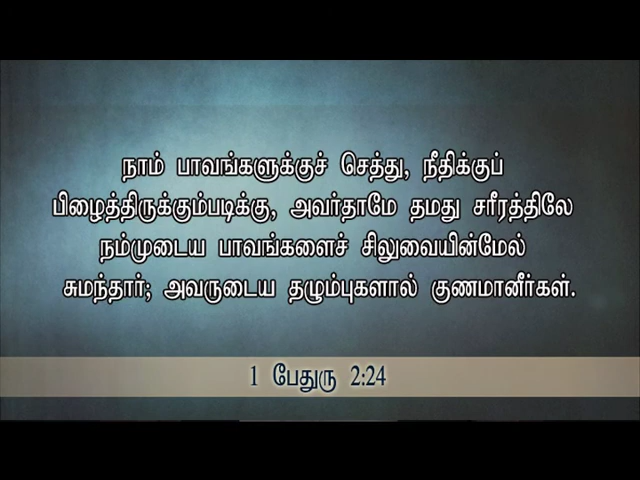 நாம் பாவங்களுக்குச் செத்து, நீதிக்குப்
பிழைத்திருக்கும்படிக்கு, அவர்தாமே தமது சரீரத்திலே
நம்முடைய பாவங்களைச் சிலுவையின்மேல்
சுமந்தார்; அவருடைய தழும்புகளால் குணமானீர்கள்.
1 பேதுரு 2:24